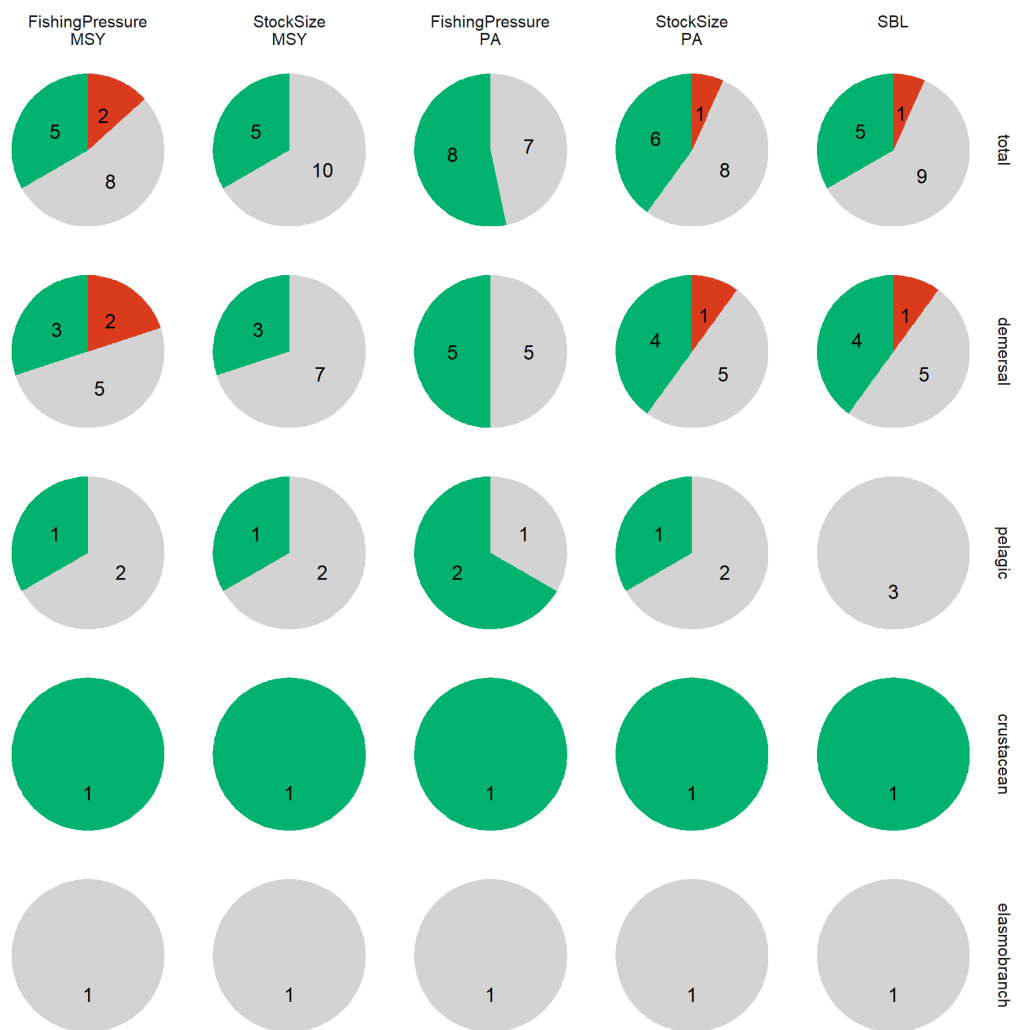 FishingPressure
MSY
StockSize
MSY
FishingPressure
PA
StockSize
PA
SBL
5 2 8
5 10
8 7
6 1 8
5 1 9
total
3 2 5
3 7
5 5
4 1 5
4 1 5
demersal
1 2
1 2
2 1
1 2
3
pelagic
1
1
1
1
1
crustacean
1
1
1
1
1
elasmobranch